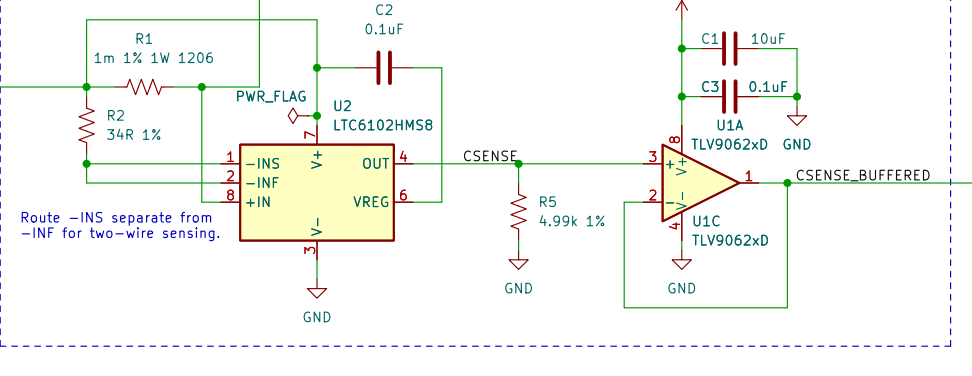 C2
0.1uF
R1
1m 1% 1W 1206
PWR_FLAG
R2
34R 1%
U2
LTC6102HMS8
7
V+
1
-INS
2
-INF
8
+IN
OUT
4
VREG
6
V-
3
GND
Route -INS separate from
-INF for two-wire sensing.
CSENSE
R5
4.99k 1%
GND
C1
10uF
C3
0.1uF
GND
U1A
TLV9062xD
8
V+
3
+
2
-
V-
4
1
U1C
TLV9062xD
GND
CSENSE_BUFFERED